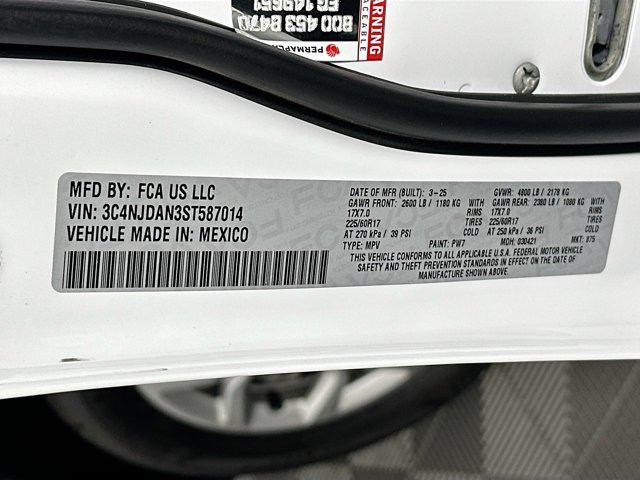 WARNING
800 453 8470
EG 149651
PERMAPLATE
MFD BY: FCA US LLC
VIN: 3C4NJDAN3ST587014
VEHICLE MADE IN: MEXICO
DATE OF MFR (BUILT): 3-25 GVWR: 4800 LB / 2178 KG
GAWR FRONT: 2600 LB / 1180 KG GAWR REAR: 2380 LB / 1080 KG
17X7.0 RIMS 17X7.0 RIMS
225/60R17 TIRES 225/60R17 TIRES
AT 270 kPa / 39 PSI COLD AT 250 kPa / 36 PSI COLD
TYPE: MPV PAINT: PW7 MDH: 030421 MKT: 875
THIS VEHICLE CONFORMS TO ALL APPLICABLE U.S.A. FEDERAL MOTOR VEHICLE
SAFETY AND THEFT PREVENTION STANDARDS IN EFFECT ON THE DATE OF
MANUFACTURE SHOWN ABOVE.